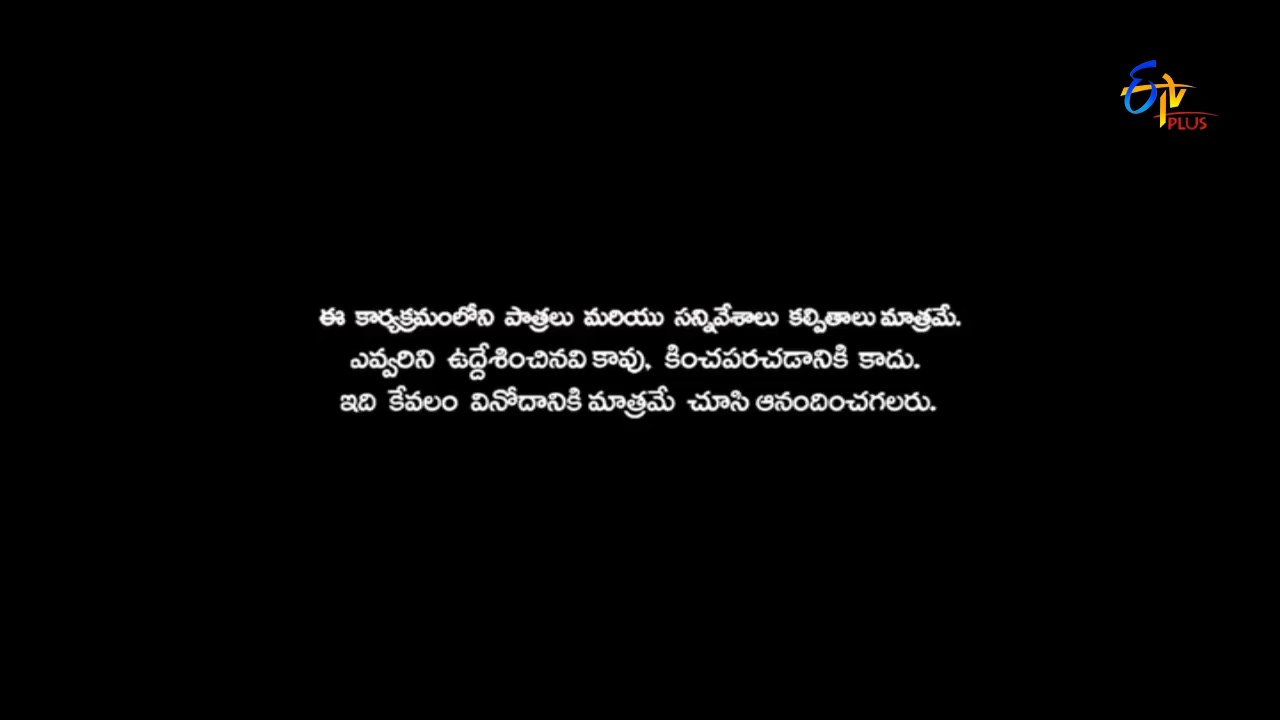 ETV
PLUS
ఈ కార్యక్రమంలోని పాత్రలు మరియు సన్నివేశాలు కల్పితాలు మాత్రమే.
ఎవ్వరిని ఉద్దేశించినవి కావు. కించపరచడానికి కాదు.
ఇది కేవలం వినోదానికి మాత్రమే చూసి ఆనందించగలరు.